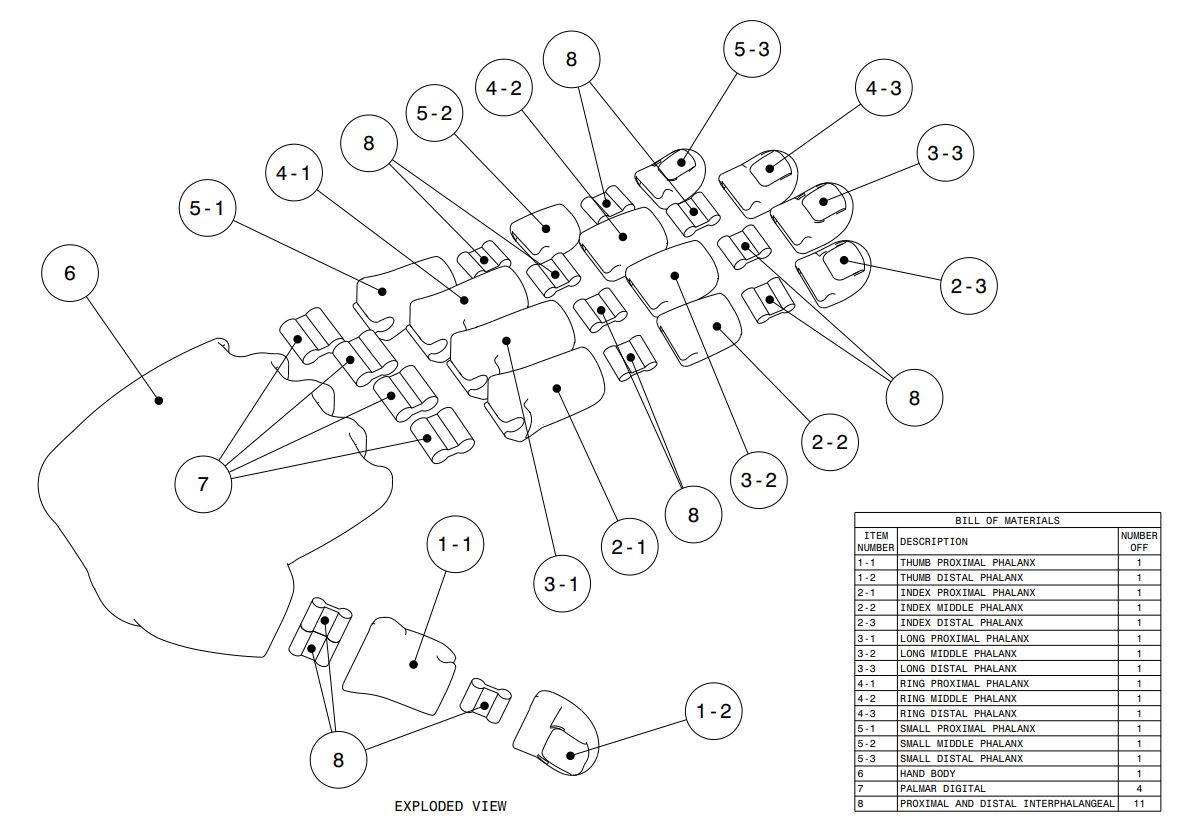 5-3
8
4-2
4-3
5-2
8
3-3
4-1
5-1
6
2-3
8
2-2
7
3-2
8
1-1
2-1
3-1
1-2
8
EXPLODED VIEW
BILL OF MATERIALS
ITEM NUMBER DESCRIPTION NUMBER OFF
1-1 THUMB PROXIMAL PHALANX 1
1-2 THUMB DISTAL PHALANX 1
2-1 INDEX PROXIMAL PHALANX 1
2-2 INDEX MIDDLE PHALANX 1
2-3 INDEX DISTAL PHALANX 1
3-1 LONG PROXIMAL PHALANX 1
3-2 LONG MIDDLE PHALANX 1
3-3 LONG DISTAL PHALANX 1
4-1 RING PROXIMAL PHALANX 1
4-2 RING MIDDLE PHALANX 1
4-3 RING DISTAL PHALANX 1
5-1 SMALL PROXIMAL PHALANX 1
5-2 SMALL MIDDLE PHALANX 1
5-3 SMALL DISTAL PHALANX 1
6 HAND BODY 1
7 PALMAR DIGITAL 4
8 PROXIMAL AND DISTAL INTERPHALANGEAL 11